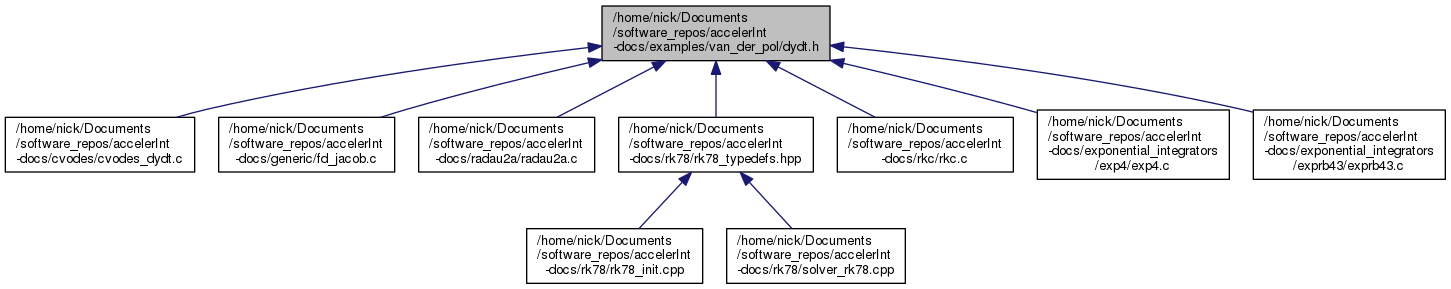 /home/nick/Documents
/software_repos/accelerInt
-docs/examples/van_der_pol/dydt.h
/home/nick/Documents
/software_repos/accelerInt
-docs/cvodes/cvodes_dydt.c
/home/nick/Documents
/software_repos/accelerInt
-docs/generic/fd_jacob.c
/home/nick/Documents
/software_repos/accelerInt
-docs/radau2a/radau2a.c
/home/nick/Documents
/software_repos/accelerInt
-docs/rk78/rk78_typedefs.hpp
/home/nick/Documents
/software_repos/accelerInt
-docs/rkc/rkc.c
/home/nick/Documents
/software_repos/accelerInt
-docs/exponential_integrators
/exp4/exp4.c
/home/nick/Documents
/software_repos/accelerInt
-docs/exponential_integrators
/exprb43/exprb43.c
/home/nick/Documents
/software_repos/accelerInt
-docs/rk78/rk78_init.cpp
/home/nick/Documents
/software_repos/accelerInt
-docs/rk78/solver_rk78.cpp